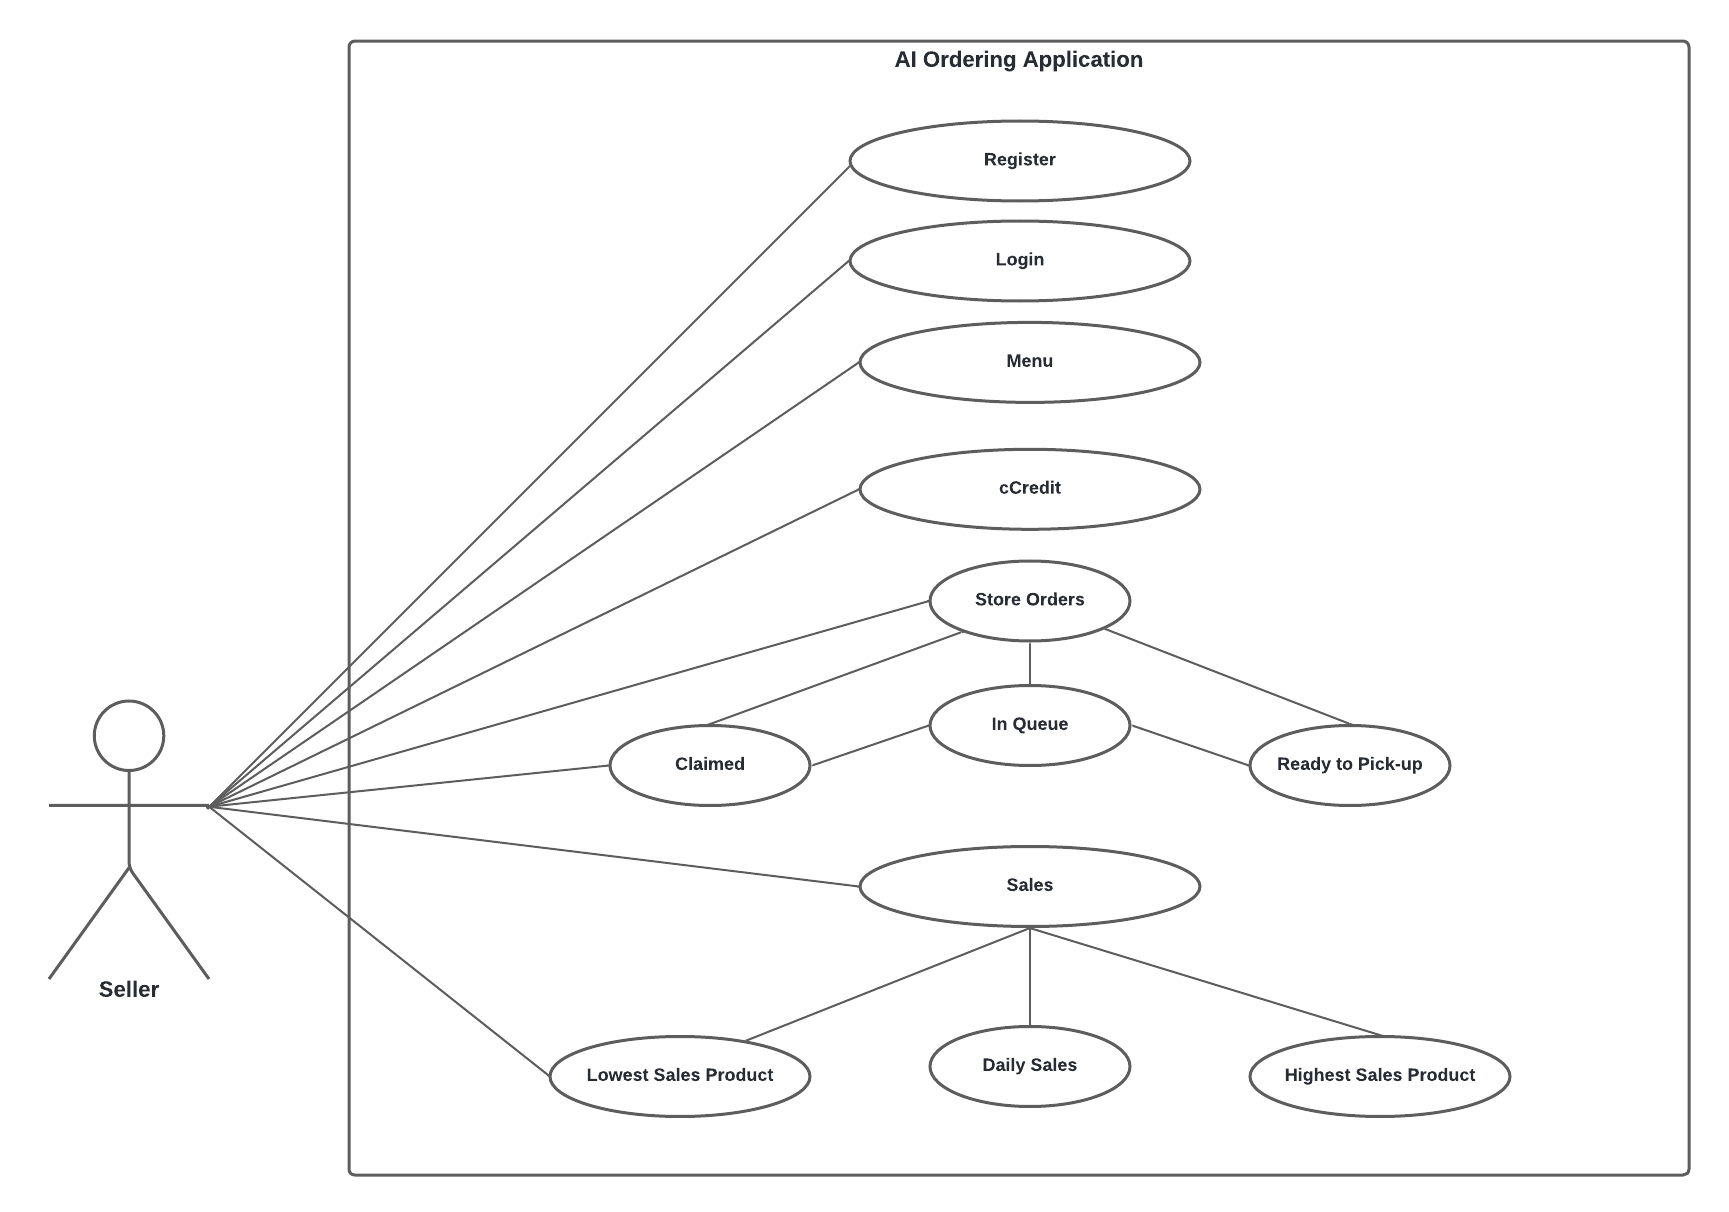 AI Ordering Application
Register
Login
Menu
cCredit
Store Orders
In Queue
Claimed
Ready to Pick-up
Sales
Seller
Lowest Sales Product
Daily Sales
Highest Sales Product